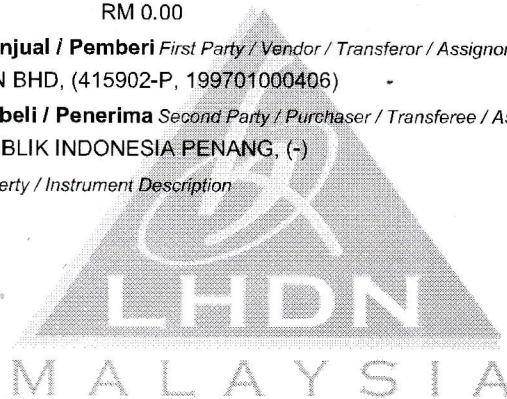 RM 0.00
njual / Pemberi First Party / Vendor / Transferor / Assignor
N BHD, (415902-P, 199701000406)
beli / Penerima Second Party / Purchaser / Transferee / As
BLIK INDONESIA PENANG, (-)
erty / Instrument Description
LHDN
MALAYSIA